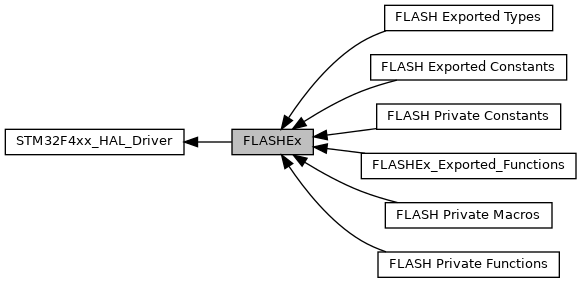 FLASH Exported Types
FLASH Exported Constants
FLASH Private Constants
STM32F4xx_HAL_Driver
FLASHEx
FLASHEx_Exported_Functions
FLASH Private Macros
FLASH Private Functions